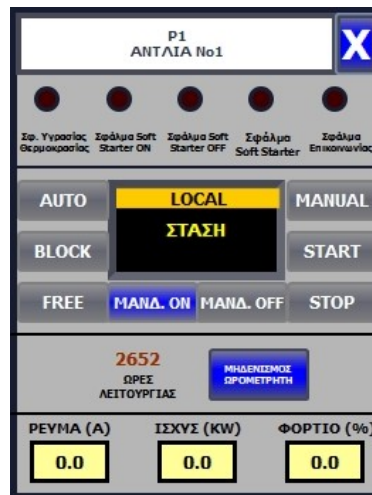 P1
ΑΝΤΛΙΑ Νο1
X
Σφ. Υγρασίας Θερμοκρασίας
Σφάλμα Soft Starter ON
Σφάλμα Soft Starter OFF
Σφάλμα Soft Starter
Σφάλμα Επικοινωνίας
AUTO
LOCAL
MANUAL
ΣΤΑΣΗ
BLOCK
START
FREE
ΜΑΝΔ. ON
ΜΑΝΔ. OFF
STOP
2652
ΩΡΕΣ
ΛΕΙΤΟΥΡΓΙΑΣ
ΜΗΔΕΝΙΣΜΟΣ
ΩΡΟΜΕΤΡΗΤΗ
ΡΕΥΜΑ (Α)
ΙΣΧΥΣ (KW)
ΦΟΡΤΙΟ (%)
0.0
0.0
0.0